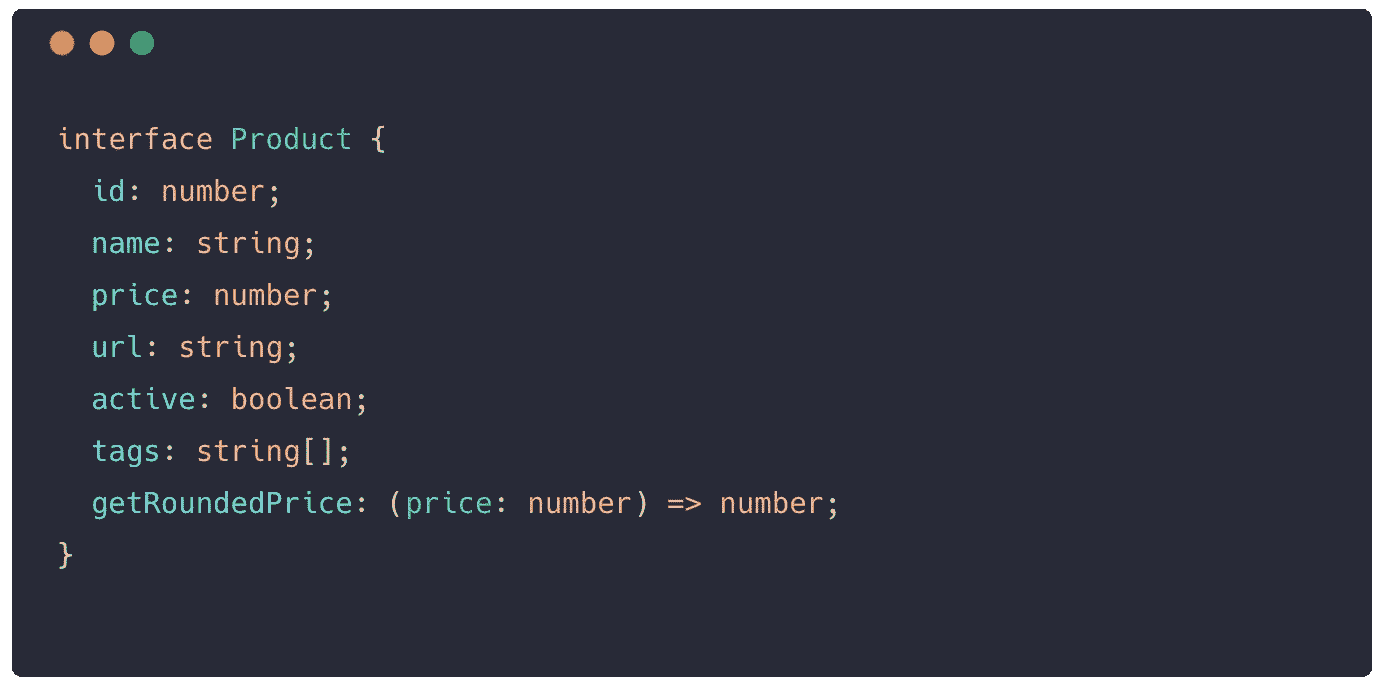 interface Product {
  id: number;
  name: string;
  price: number;
  url: string;
  active: boolean;
  tags: string[];
  getRoundedPrice: (price: number) => number;
}